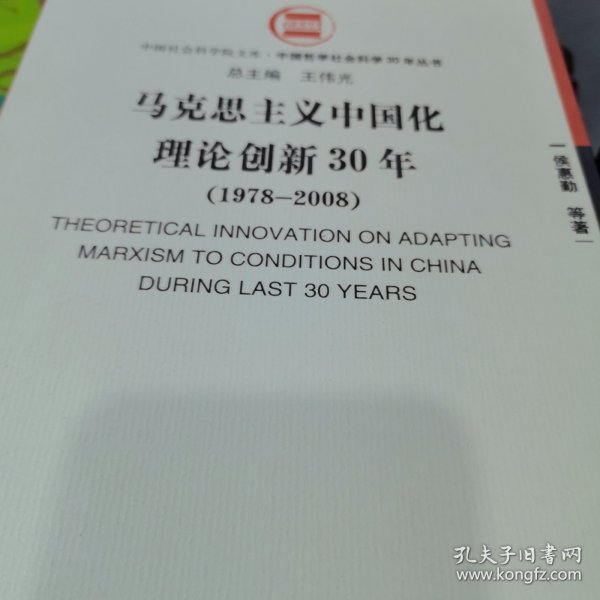 中国社会科学院文库·中国哲学社会科学30年丛书
总主编 王伟光
马克思主义中国化
理论创新30年
(1978—2008)
THEORETICAL INNOVATION ON ADAPTING
MARXISM TO CONDITIONS IN CHINA
DURING LAST 30 YEARS
侯惠勤 等著
孔夫子旧书网
www.kongfz.com